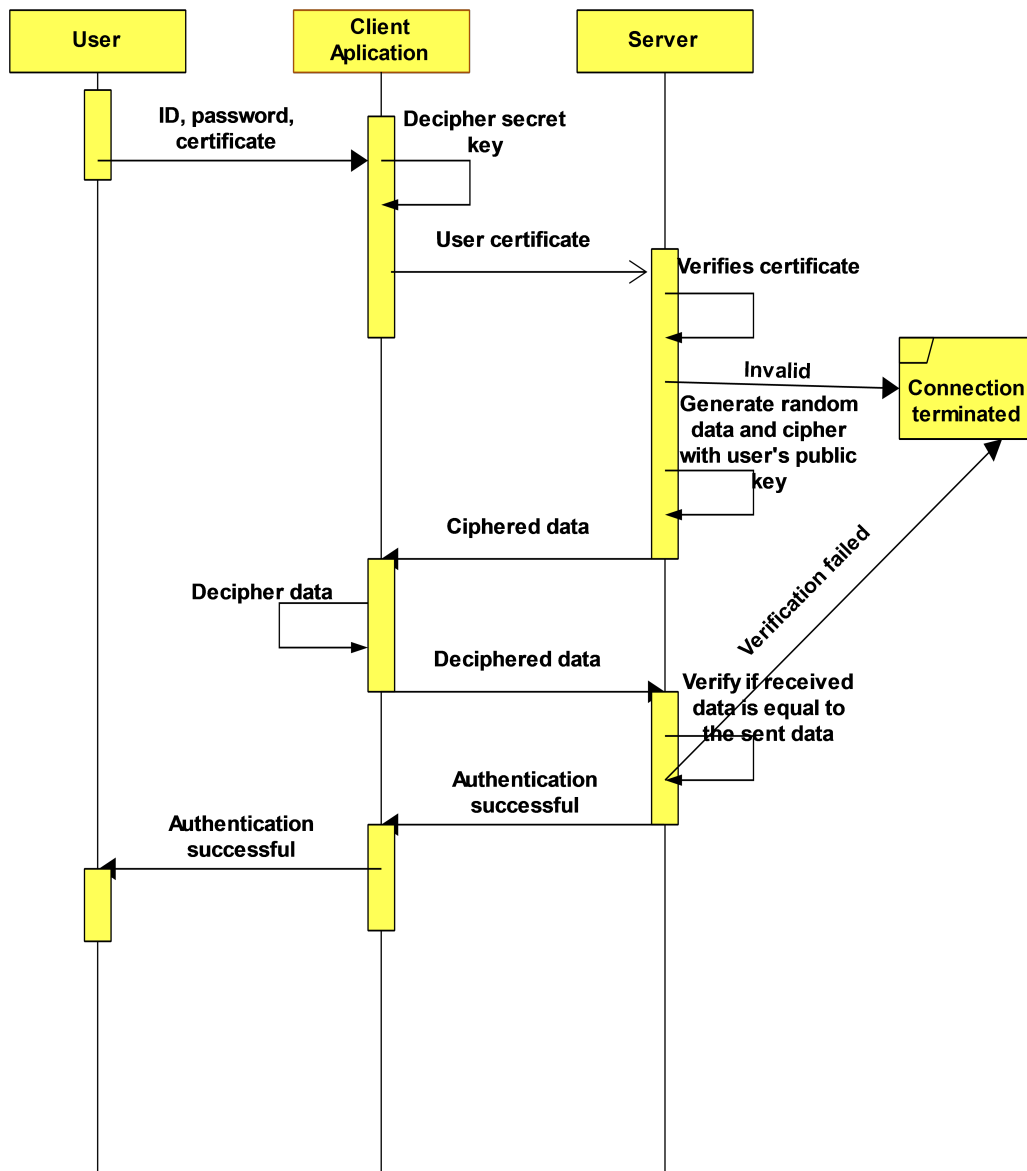 User
Client
Aplication
Server
ID, password,
certificate
Decipher secret
key
User certificate
Verifies certificate
Invalid
Connection
terminated
Generate random
data and cipher
with user's public
key
Ciphered data
Decipher data
Verification failed
Deciphered data
Verify if received
data is equal to
the sent data
Authentication
successful
Authentication
successful